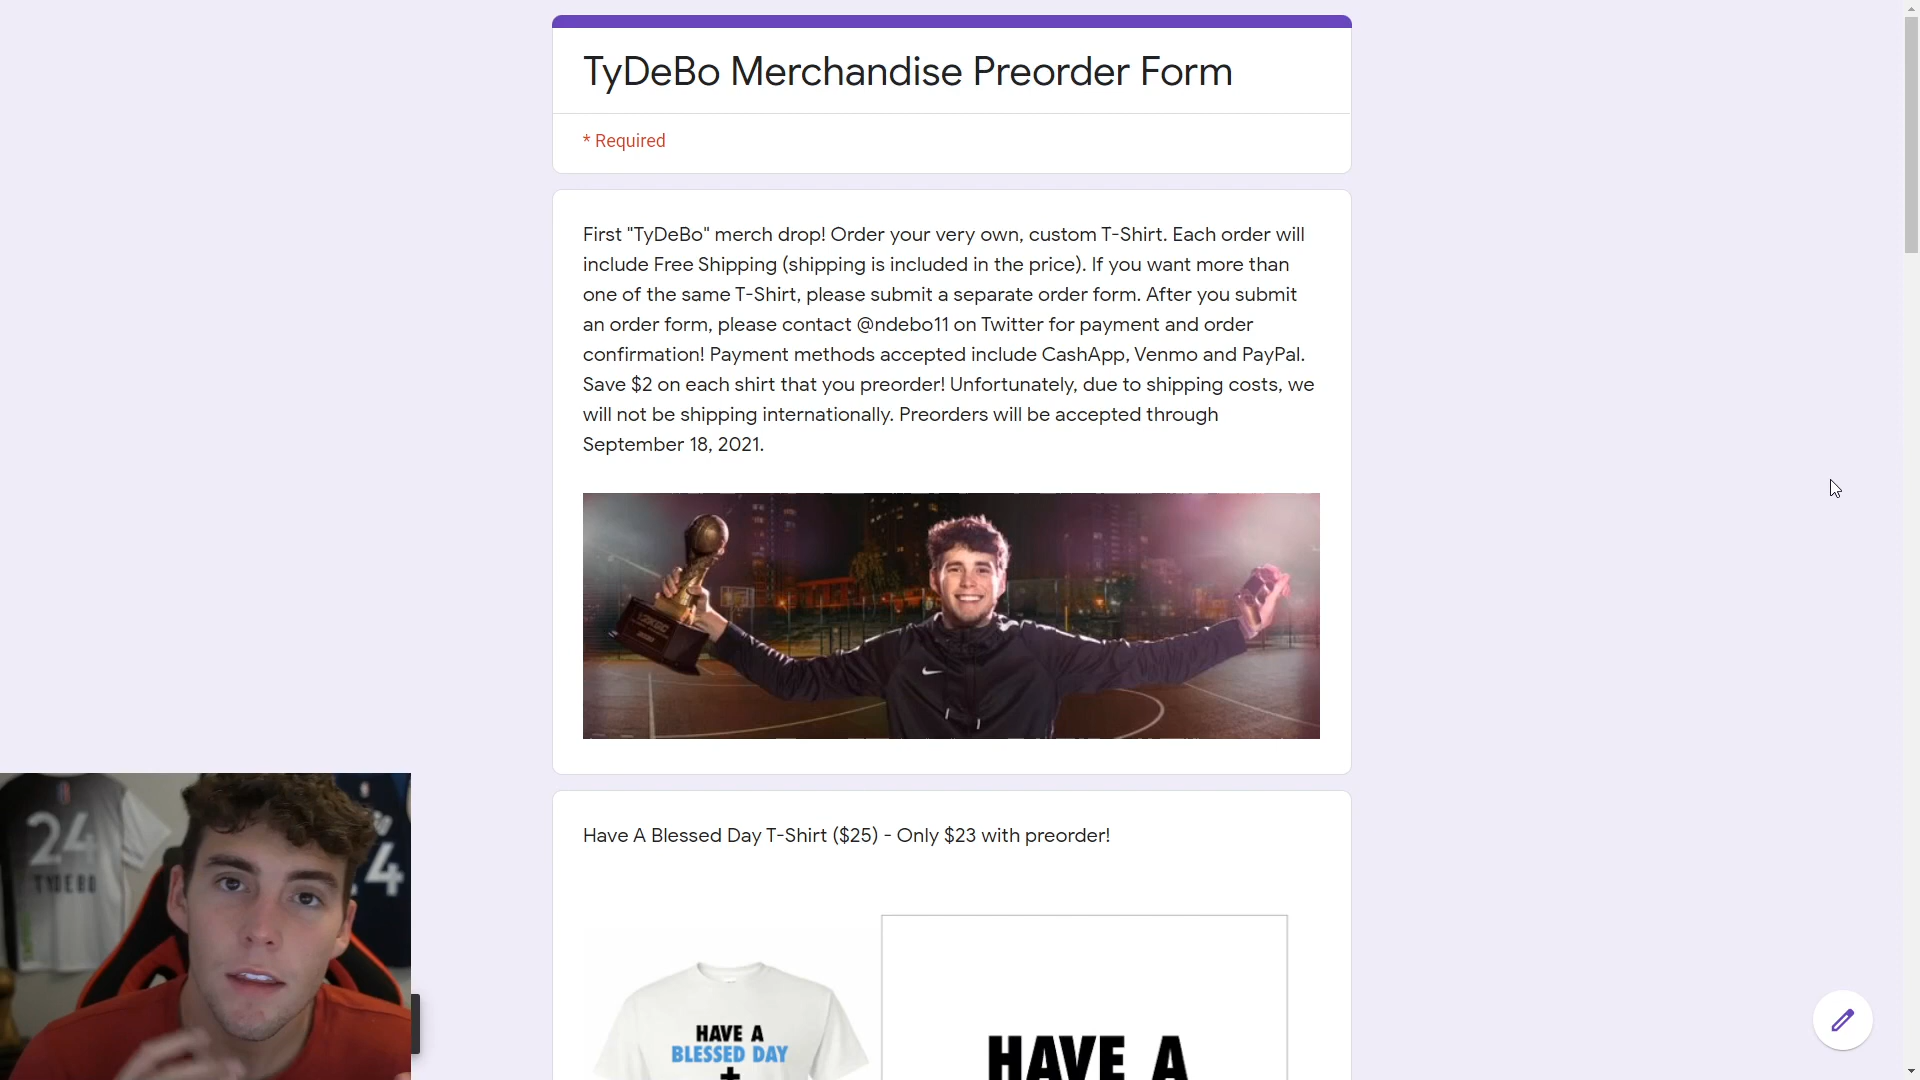 TyDeBo Merchandise Preorder Form
* Required
First "TyDeBo" merch drop! Order your very own, custom T-Shirt. Each order will
include Free Shipping (shipping is included in the price). If you want more than
one of the same T-Shirt, please submit a separate order form. After you submit
an order form, please contact @ndebo11 on Twitter for payment and order
confirmation! Payment methods accepted include CashApp, Venmo and PayPal.
Save $2 on each shirt that you preorder! Unfortunately, due to shipping costs, we
will not be shipping internationally. Preorders will be accepted through
September 18, 2021.
Have A Blessed Day T-Shirt ($25) - Only $23 with preorder!
24
TYDEBO
4
HAVE A
BLESSED DAY
HAVE A